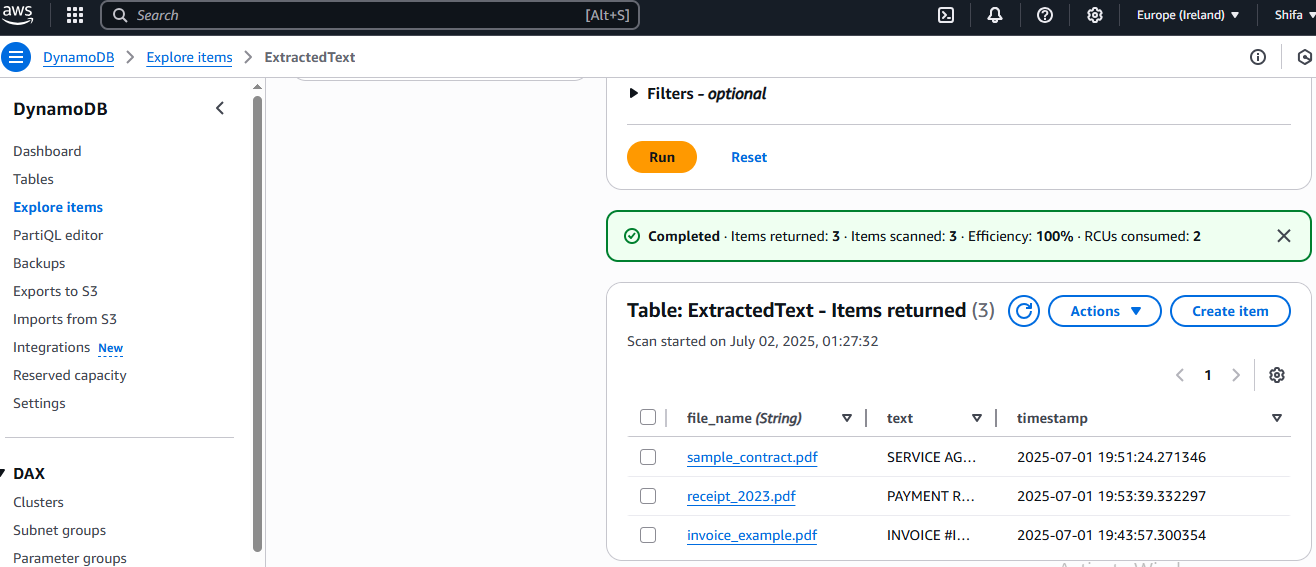 aws Search [Alt+S] Europe (Ireland) ▼ Shifa ▼
DynamoDB > Explore items > ExtractedText
DynamoDB
Dashboard
Tables
Explore items
PartiQL editor
Backups
Exports to S3
Imports from S3
Integrations New
Reserved capacity
Settings
DAX
Clusters
Subnet groups
Parameter groups
Filters - optional
Run Reset
Completed · Items returned: 3 · Items scanned: 3 · Efficiency: 100% · RCUs consumed: 2
Table: ExtractedText - Items returned (3) Actions ▼ Create item
Scan started on July 02, 2025, 01:27:32
< 1 >
file_name (String) text timestamp
sample_contract.pdf SERVICE AG... 2025-07-01 19:51:24.271346
receipt_2023.pdf PAYMENT R... 2025-07-01 19:53:39.332297
invoice_example.pdf INVOICE #I... 2025-07-01 19:43:57.300354